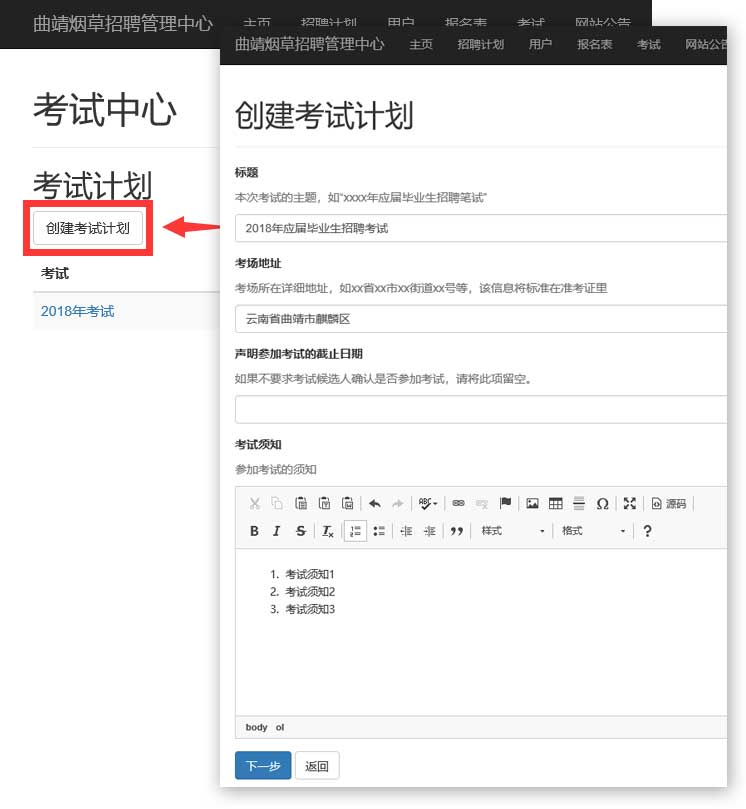 曲靖烟草招聘管理中心 主页 招聘计划 用户 报名表 考试 网站公告
考试中心
考试计划
创建考试计划
考试
2018年考试
曲靖烟草招聘管理中心 主页 招聘计划 用户 报名表 考试 网站公告
创建考试计划
标题
本次考试的主题，如"xxxx年应届毕业生招聘笔试"
2018年应届毕业生招聘考试
考场地址
考场所在详细地址，如xx省xx市xx街道xx号等，该信息将标准在准考证里
云南省曲靖市麒麟区
声明参加考试的截止日期
如果不要求考试候选人确认是否参加考试，请将此项留空。
考试须知
参加考试的须知
ABC Ω 源码
B I S Tx 样式 格式 ?
1. 考试须知1
2. 考试须知2
3. 考试须知3
body ol
下一步 返回